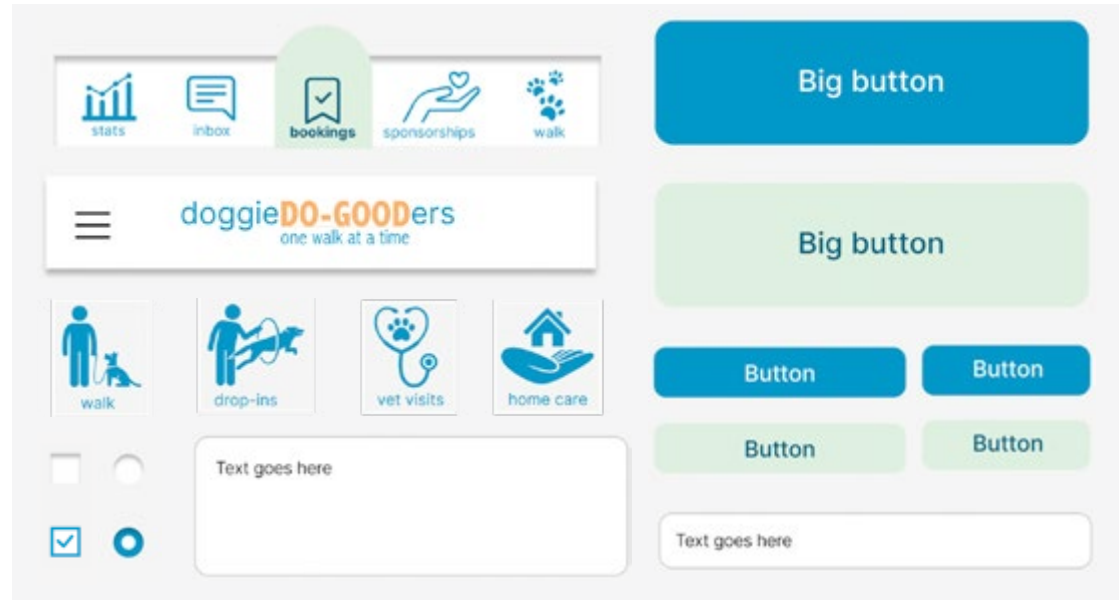 stats inbox bookings sponsorships walk
Big button
doggieDO-GOODers
one walk at a time
Big button
walk drop-ins vet visits home care
Button Button
Button Button
Text goes here
Text goes here